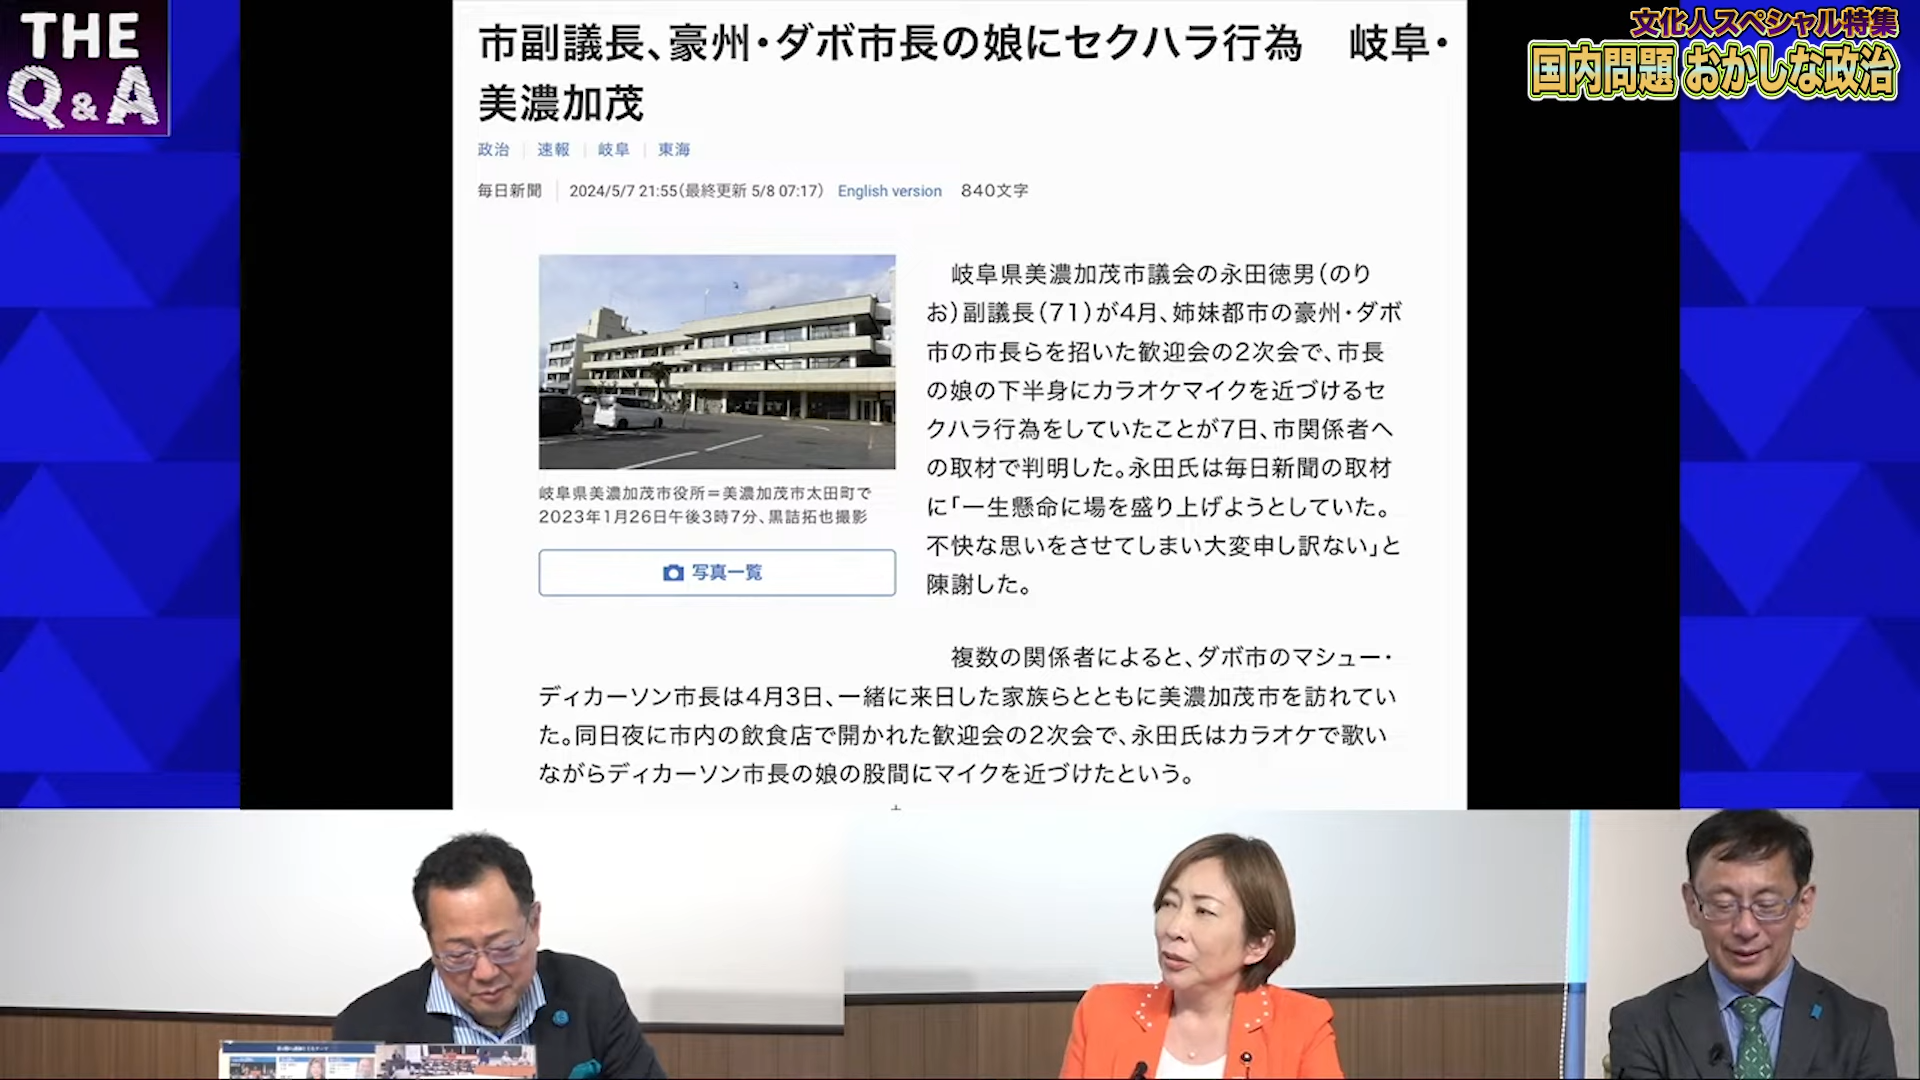 THE
Q&A
文化人スペシャル特集
国内問題 おかしな政治
市副議長、豪州・ダボ市長の娘にセクハラ行為 岐阜・
美濃加茂
政治 速報 岐阜 東海
毎日新聞 2024/5/7 21:55(最終更新 5/8 07:17) English version 840文字
岐阜県美濃加茂市議会の永田徳男(のり
お)副議長(71)が4月、姉妹都市の豪州・ダボ
市の市長らを招いた歓迎会の2次会で、市長
の娘の下半身にカラオケマイクを近づけるセ
クハラ行為をしていたことが7日、市関係者へ
の取材で判明した。永田氏は毎日新聞の取材
に「一生懸命に場を盛り上げようとしていた。
不快な思いをさせてしまい大変申し訳ない」と
陳謝した。
岐阜県美濃加茂市役所=美濃加茂市太田町で
2023年1月26日午後3時7分、黒詰拓也撮影
写真一覧
複数の関係者によると、ダボ市のマシュー・
ディカーソン市長は4月3日、一緒に来日した家族らとともに美濃加茂市を訪れてい
た。同日夜に市内の飲食店で開かれた歓迎会の2次会で、永田氏はカラオケで歌い
ながらディカーソン市長の娘の股間にマイクを近づけたという。